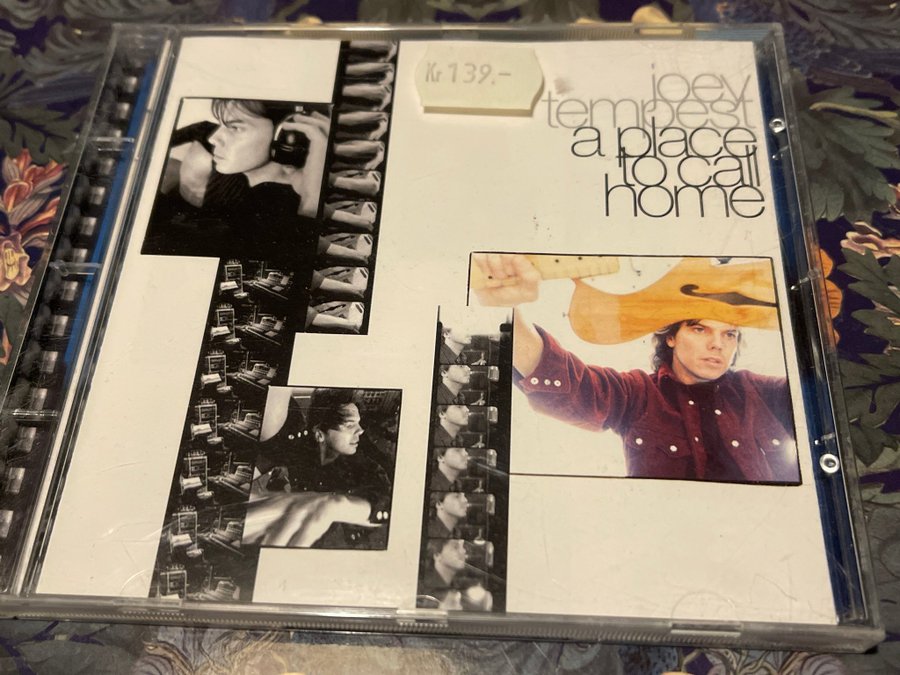 Kr 139.-
joey
tempest
a place
to call
home